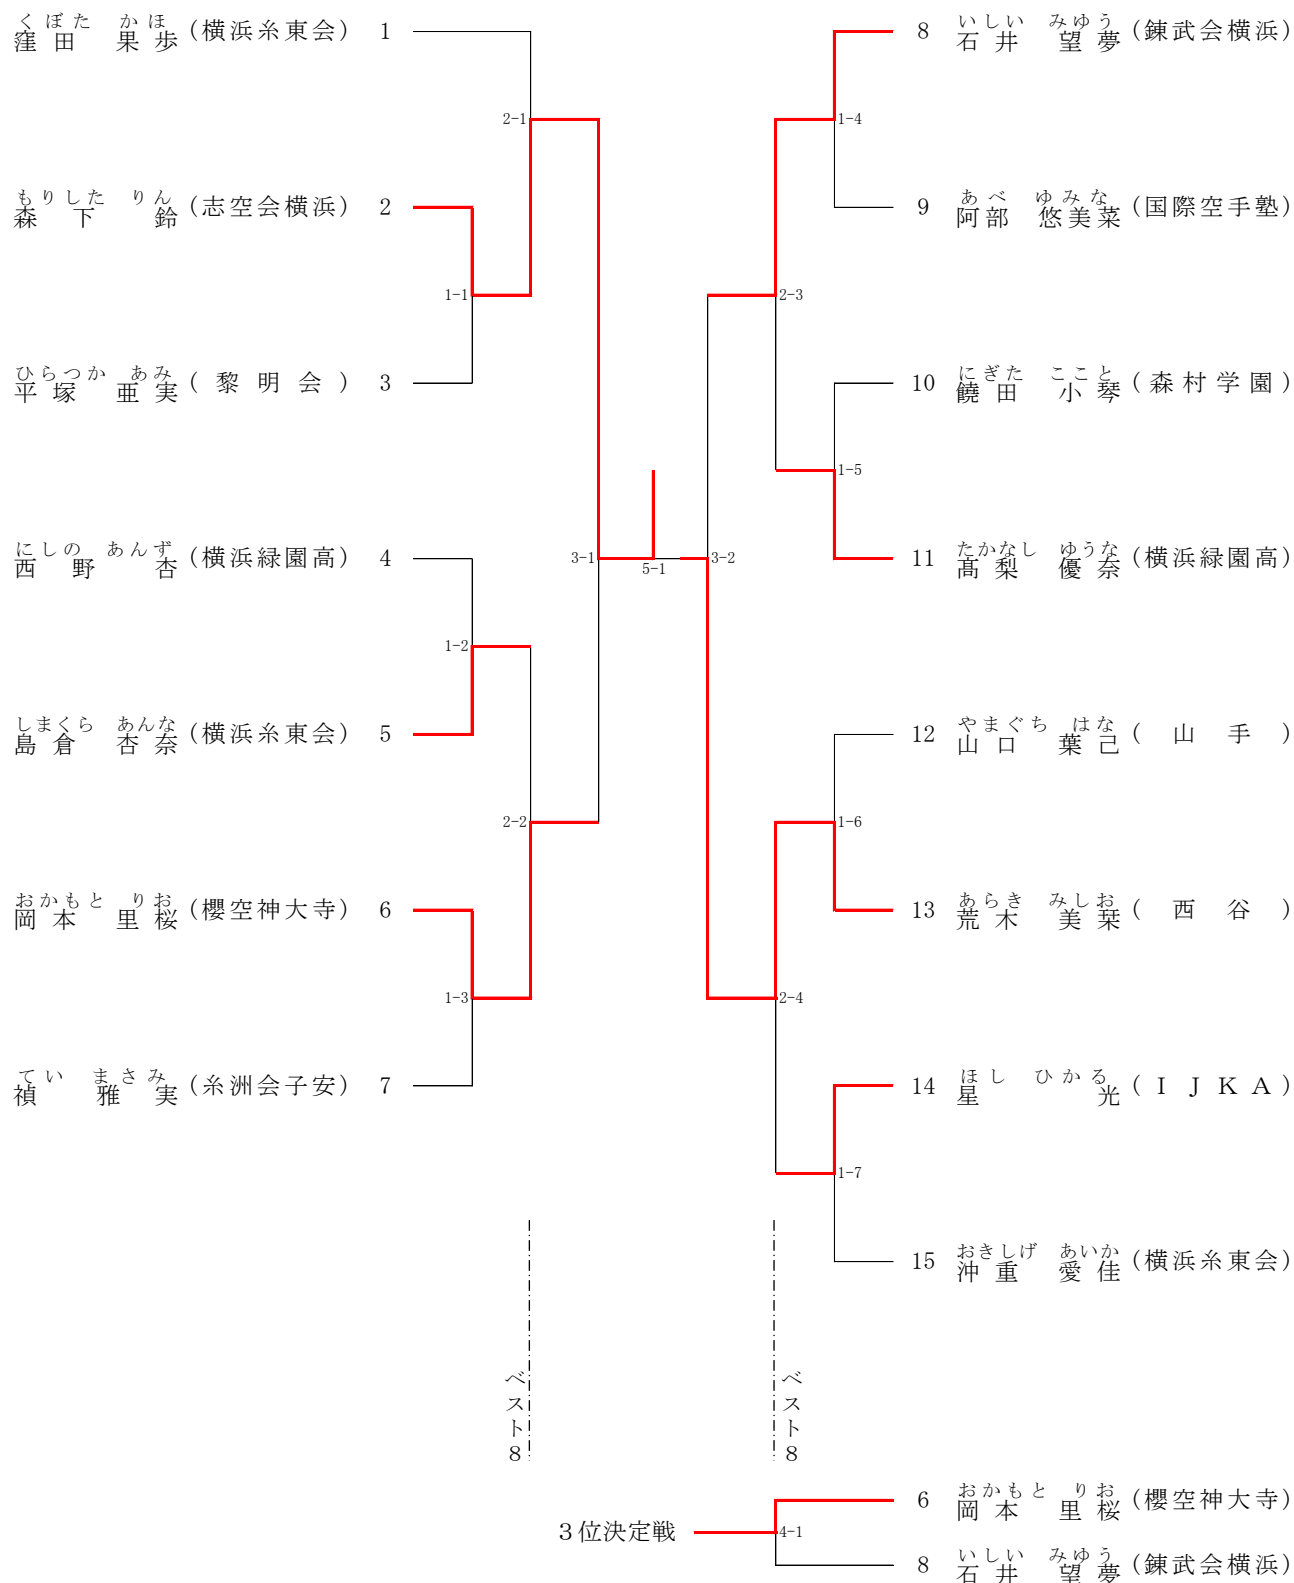 くぼた かほ
窪田 果歩 (横浜糸東会) 1
2-1
もりした りん
森下 鈴 (志空会横浜) 2
1-1
ひらつか あみ
平塚 亜実 (黎明会) 3
3-1
にしの あんず
西野 杏 (横浜緑園高) 4
1-2
しまくら あんな
島倉 杏奈 (横浜糸東会) 5
2-2
おかもと りお
岡本 里桜 (櫻空神大寺) 6
1-3
てい まさみ
禎 雅実 (糸洲会子安) 7
ベスト8
5-1
いしい みゆう
8 石井 望夢 (錬武会横浜)
1-4
あべ ゆみな
9 阿部 悠美菜 (国際空手塾)
2-3
にぎた ここと
10 饒田 小琴 (森村学園)
1-5
たかなし ゆうな
11 髙梨 優奈 (横浜緑園高)
3-2
やまぐち はな
12 山口 葉己 (山手)
1-6
あらき みしお
13 荒木 美栞 (西谷)
2-4
ほし ひかる
14 星 光 (IJKA)
1-7
おきしげ あいか
15 沖重 愛佳 (横浜糸東会)
ベスト8
3位決定戦
4-1
おかもと りお
6 岡本 里桜 (櫻空神大寺)
いしい みゆう
8 石井 望夢 (錬武会横浜)